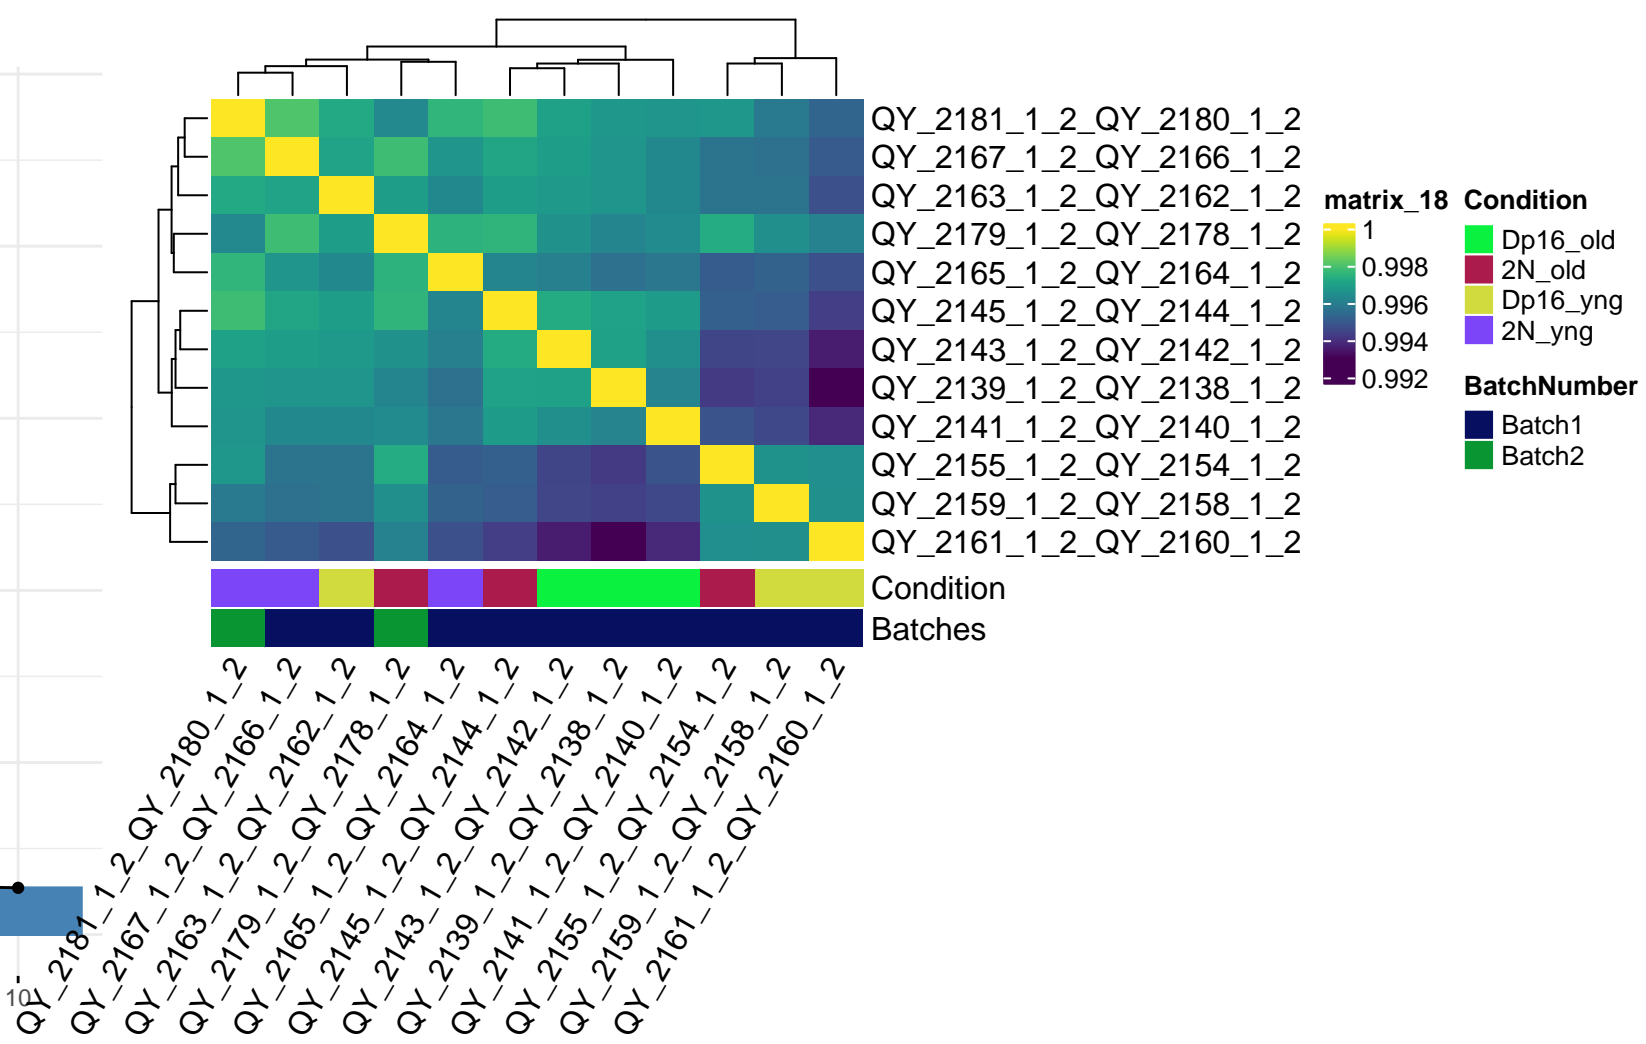 QY_2181_1_2_QY_2180_1_2
QY_2167_1_2_QY_2166_1_2
QY_2163_1_2_QY_2162_1_2
QY_2179_1_2_QY_2178_1_2
QY_2165_1_2_QY_2164_1_2
QY_2145_1_2_QY_2144_1_2
QY_2143_1_2_QY_2142_1_2
QY_2139_1_2_QY_2138_1_2
QY_2141_1_2_QY_2140_1_2
QY_2155_1_2_QY_2154_1_2
QY_2159_1_2_QY_2158_1_2
QY_2161_1_2_QY_2160_1_2
Condition
Batches
matrix_18
1
0.998
0.996
0.994
0.992
Condition
Dp16_old
2N_old
Dp16_yng
2N_yng
BatchNumber
Batch1
Batch2
QY_2181_1_2_QY_2180_1_2
QY_2167_1_2_QY_2166_1_2
QY_2163_1_2_QY_2162_1_2
QY_2179_1_2_QY_2178_1_2
QY_2165_1_2_QY_2164_1_2
QY_2145_1_2_QY_2144_1_2
QY_2143_1_2_QY_2142_1_2
QY_2139_1_2_QY_2138_1_2
QY_2141_1_2_QY_2140_1_2
QY_2155_1_2_QY_2154_1_2
QY_2159_1_2_QY_2158_1_2
QY_2161_1_2_QY_2160_1_2
10